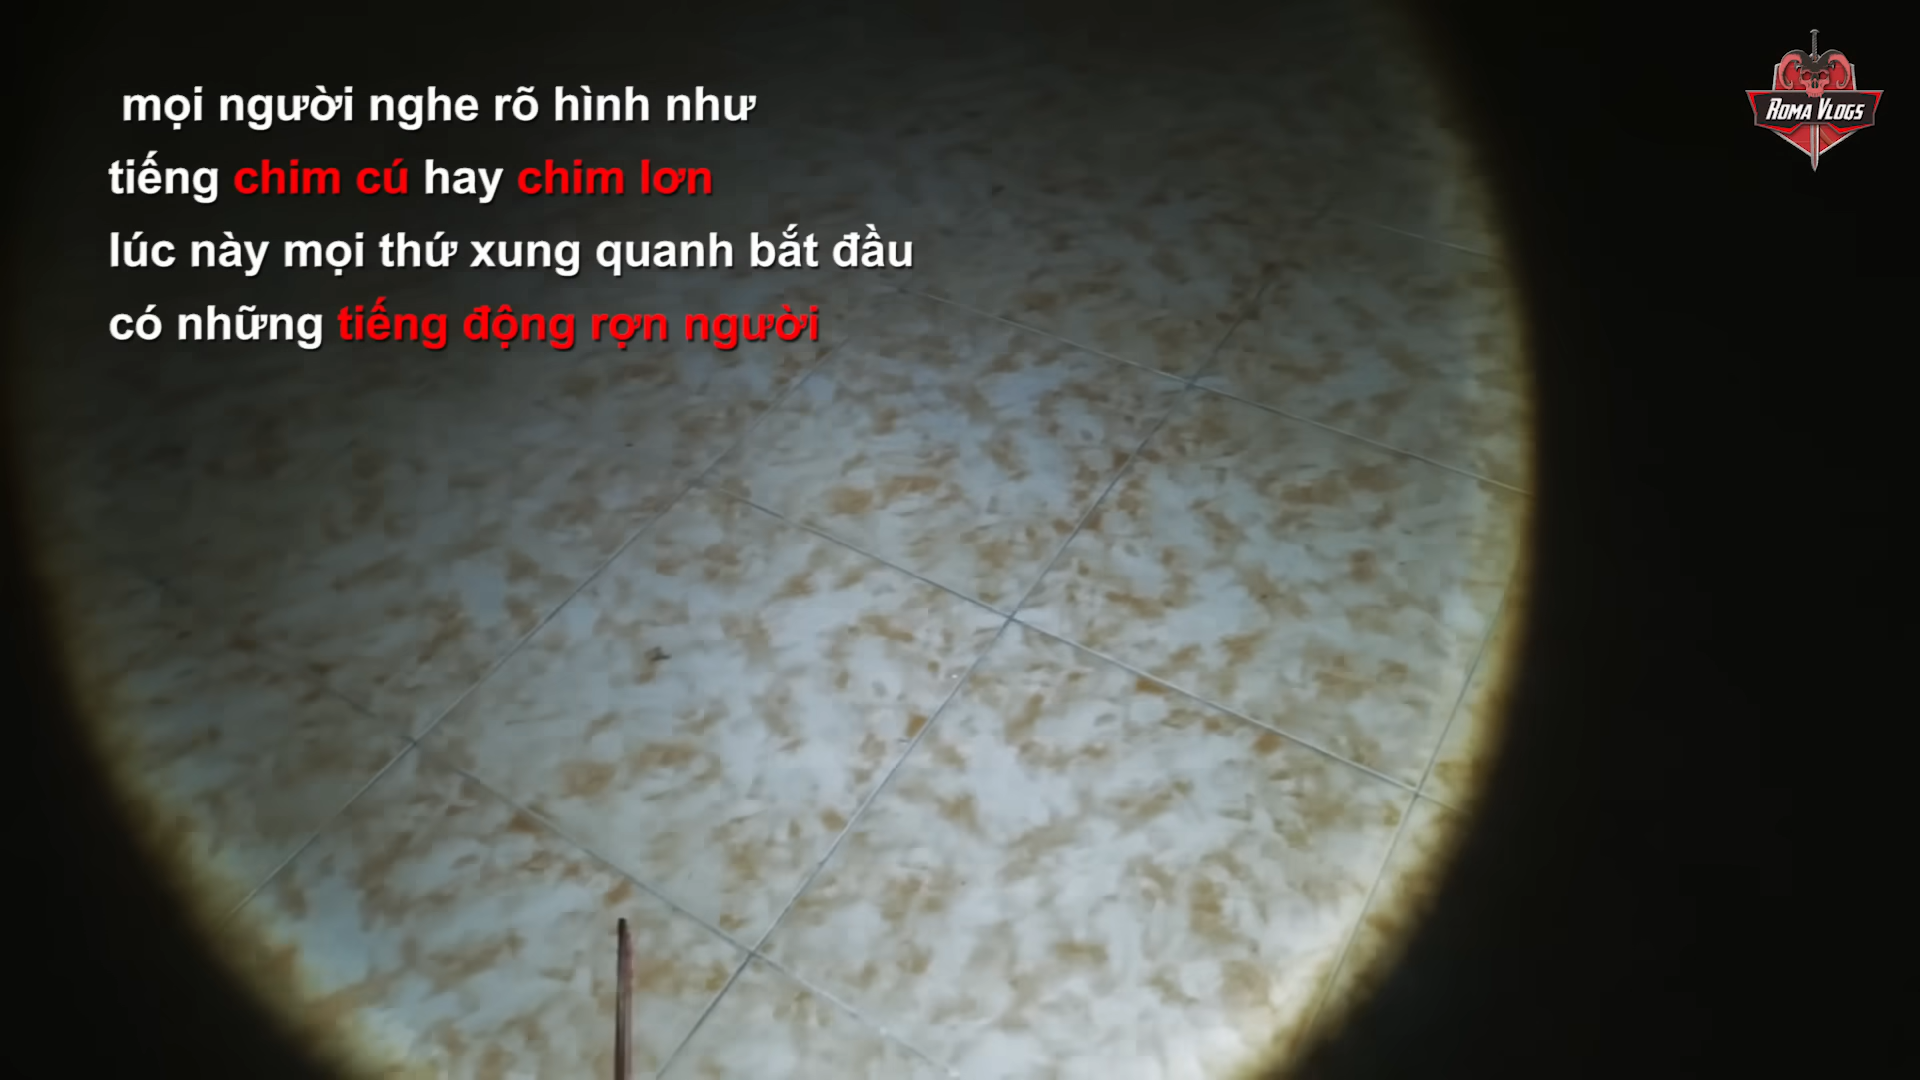 mọi người nghe rõ hình như
tiếng chim cú hay chim lơn
lúc này mọi thứ xung quanh bắt đầu
có những tiếng động rợn người
ROMA VLOGS